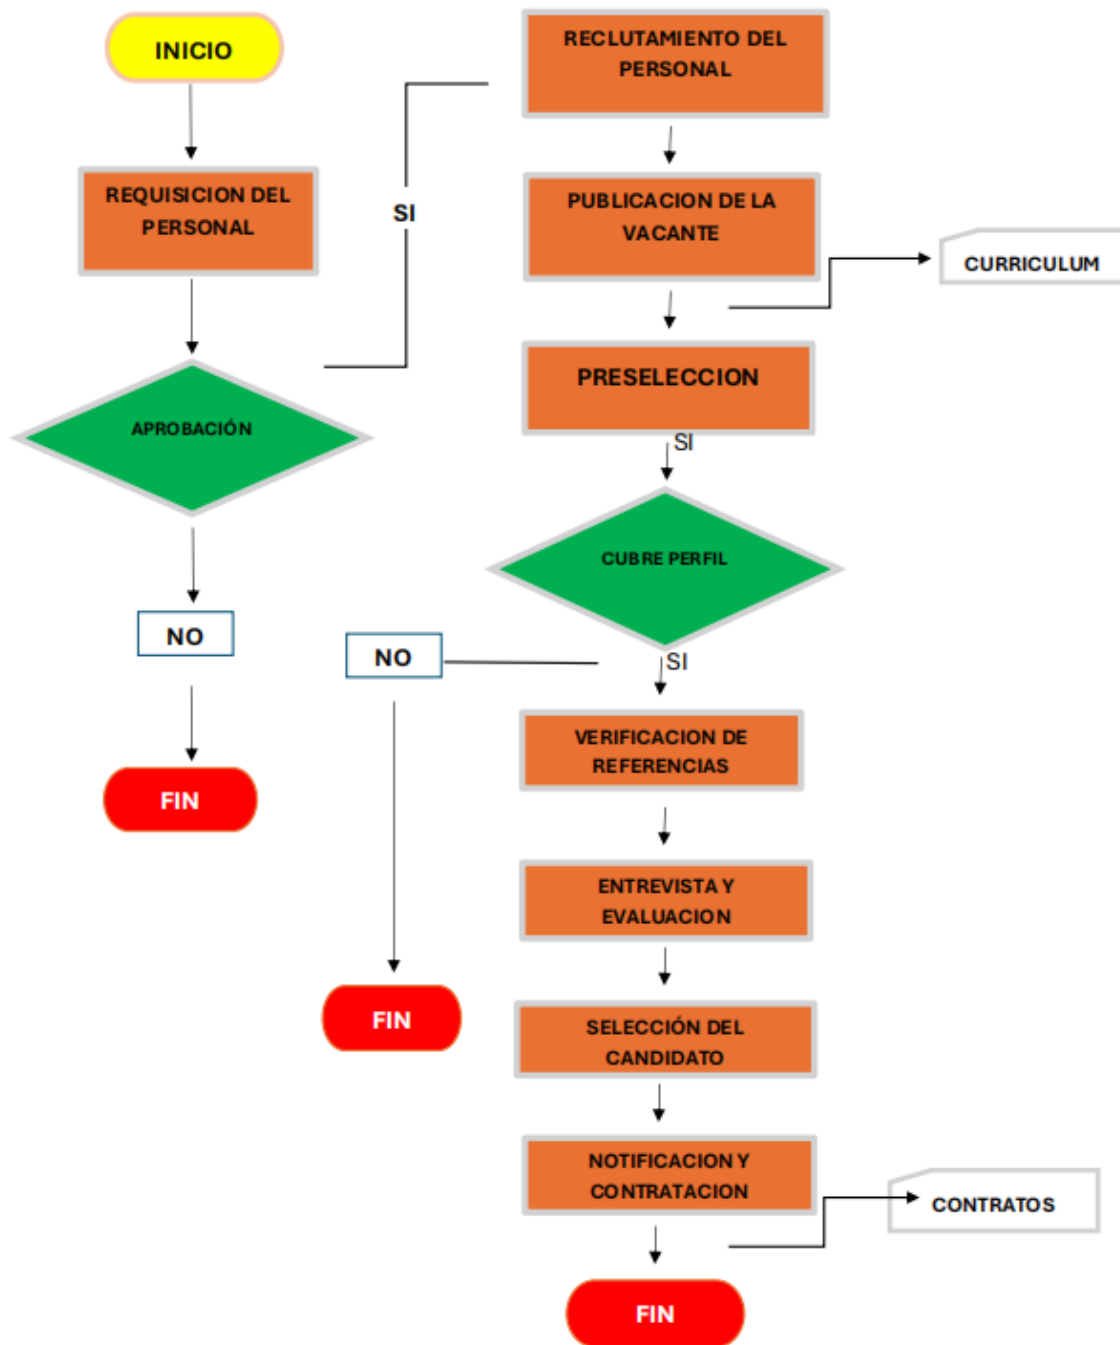 INICIO
REQUISICION DEL
PERSONAL
APROBACIÓN
NO
FIN
SI
RECLUTAMIENTO DEL
PERSONAL
PUBLICACION DE LA
VACANTE
CURRICULUM
PRESELECCION
SI
CUBRE PERFIL
NO
FIN
SI
VERIFICACION DE
REFERENCIAS
ENTREVISTA Y
EVALUACION
SELECCIÓN DEL
CANDIDATO
NOTIFICACION Y
CONTRATACION
CONTRATOS
FIN